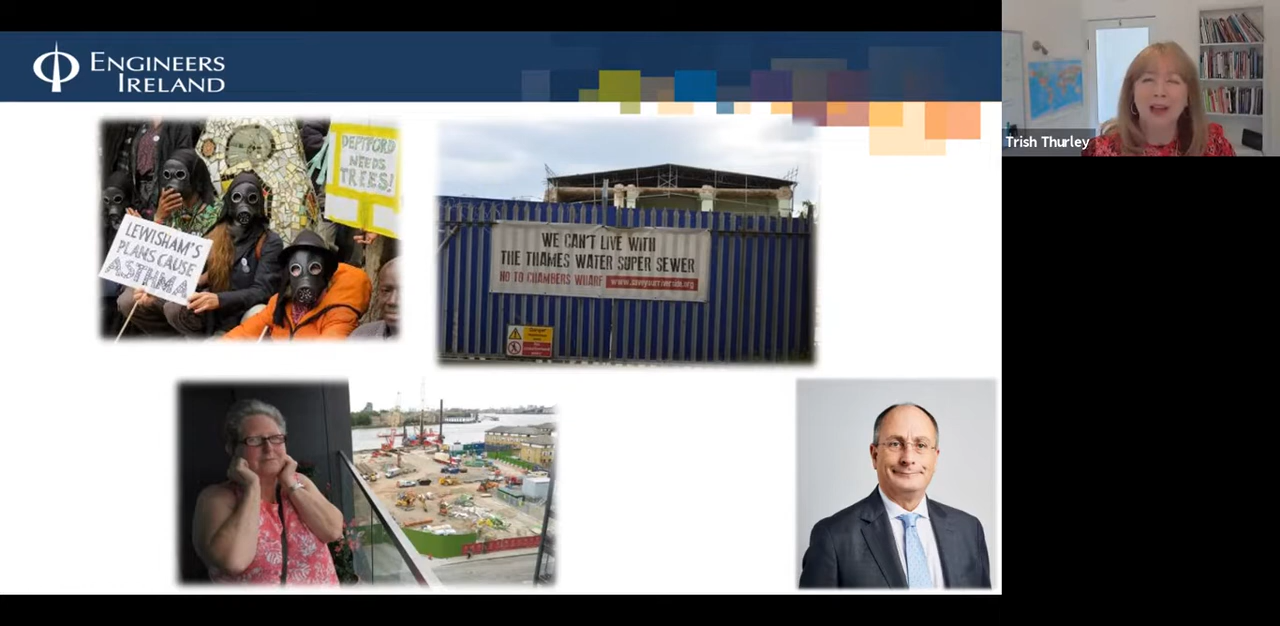 ENGINEERS
IRELAND
Trish Thurley
DEPTFORD
NEEDS
TREES!
LEWISHAM'S
PLANS CAUSE
ASTHMA
WE CAN'T LIVE WITH
THE THAMES WATER SUPER SEWER
NO TO CHAMBERS WHARF